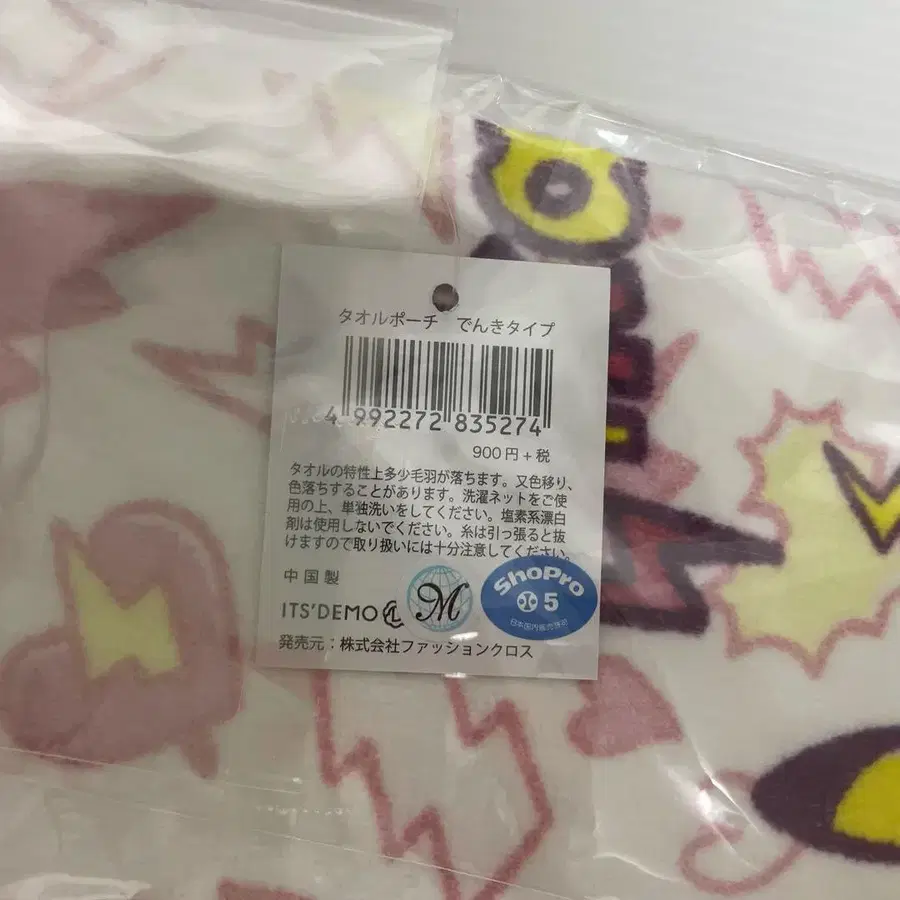 タオルポーチ でんきタイプ
4 992272 835274
900円+税
タオルの特性上多少毛羽が落ちます。又色移り、
色落ちすることがあります。洗濯ネットをご使
用の上、単独洗いをしてください。塩素系漂白
剤は使用しないでください。糸は引っ張ると抜
けますので取り扱いには十分注意してください。
中国製
ITS'DEMO
M
ShoPro
5
発売元:株式会社ファッションクロス